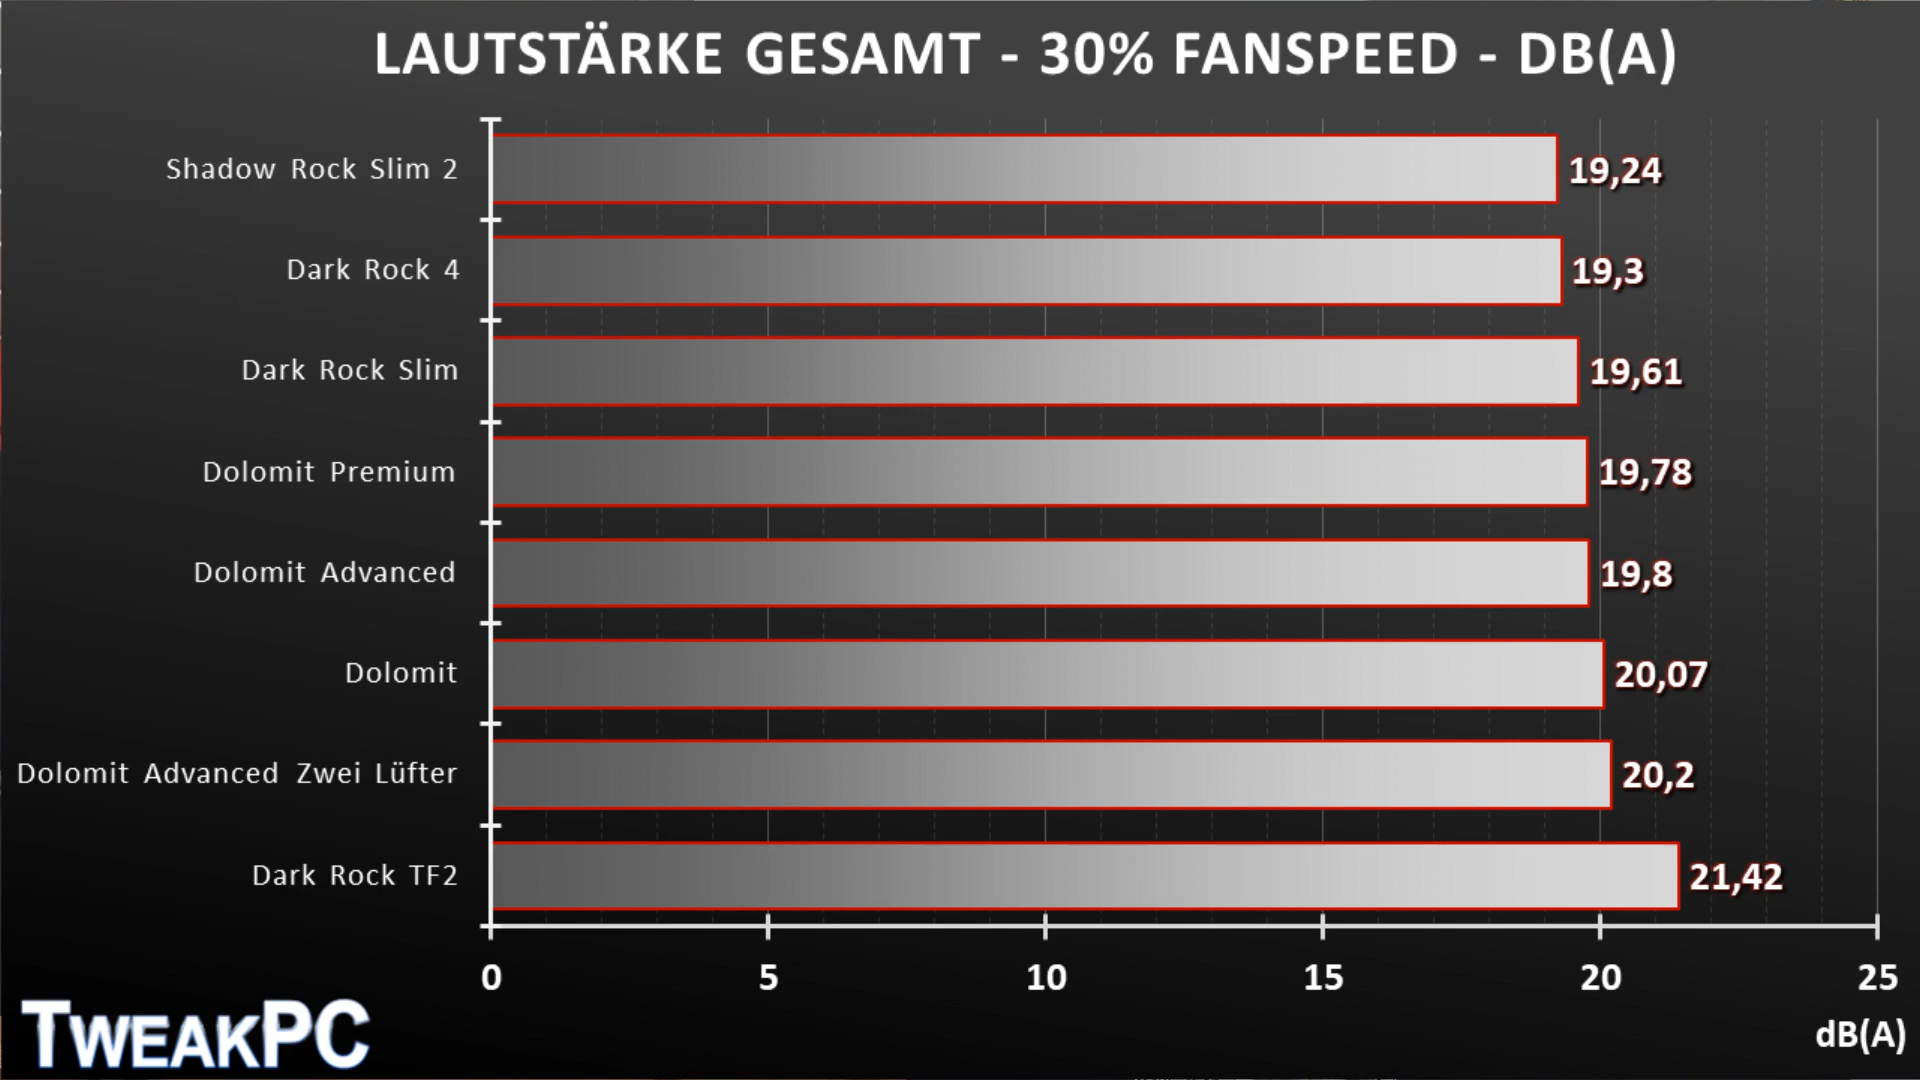 LAUTSTÄRKE GESAMT - 30% FANSPEED - DB(A)
Shadow Rock Slim 2 19,24
Dark Rock 4 19,3
Dark Rock Slim 19,61
Dolomit Premium 19,78
Dolomit Advanced 19,8
Dolomit 20,07
Dolomit Advanced Zwei Lüfter 20,2
Dark Rock TF2 21,42
0 5 10 15 20 25
dB(A)
TWEAKPC